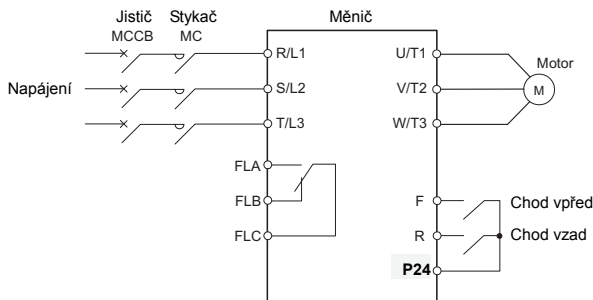 Jistič Stykač Měnič
MCCB MC
R/L1 U/T1
Motor
Napájení S/L2 V/T2 M
T/L3 W/T3
FLA
FLB F Chod vpřed
FLC R Chod vzad
P24